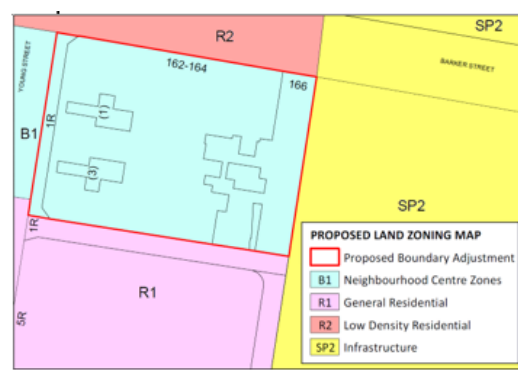 R2
SP2
YOUNG STREET
162-164
166
BARKER STREET
B1
1R
(1)
(3)
1R
SP2
R1
5R
PROPOSED LAND ZONING MAP
Proposed Boundary Adjustment
B1 Neighbourhood Centre Zones
R1 General Residential
R2 Low Density Residential
SP2 Infrastructure